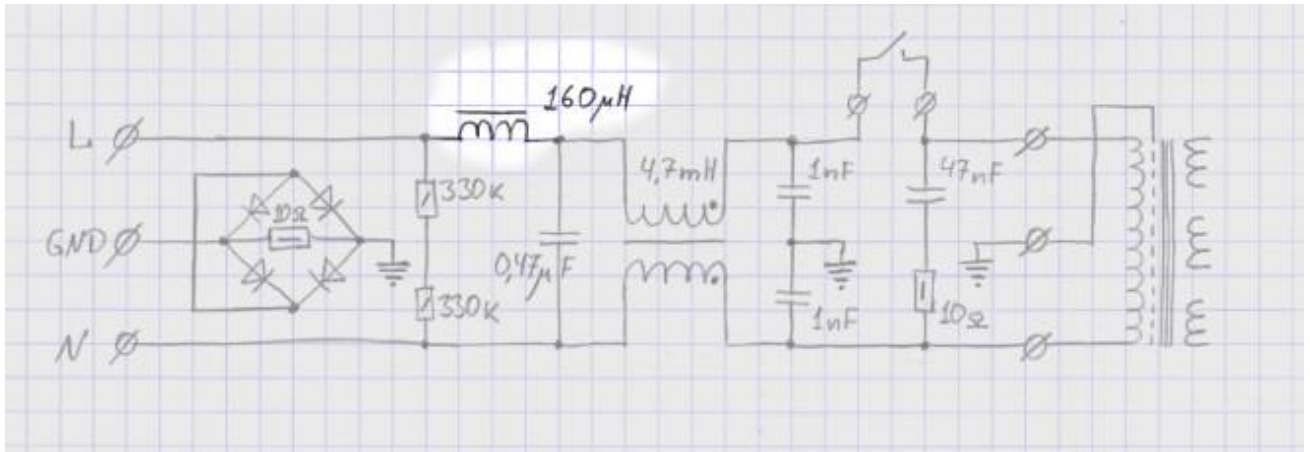 160μH
L
4,7mH
1nF
47nF
330K
10Ω
GND
0,47μF
330K
1nF
10Ω
N